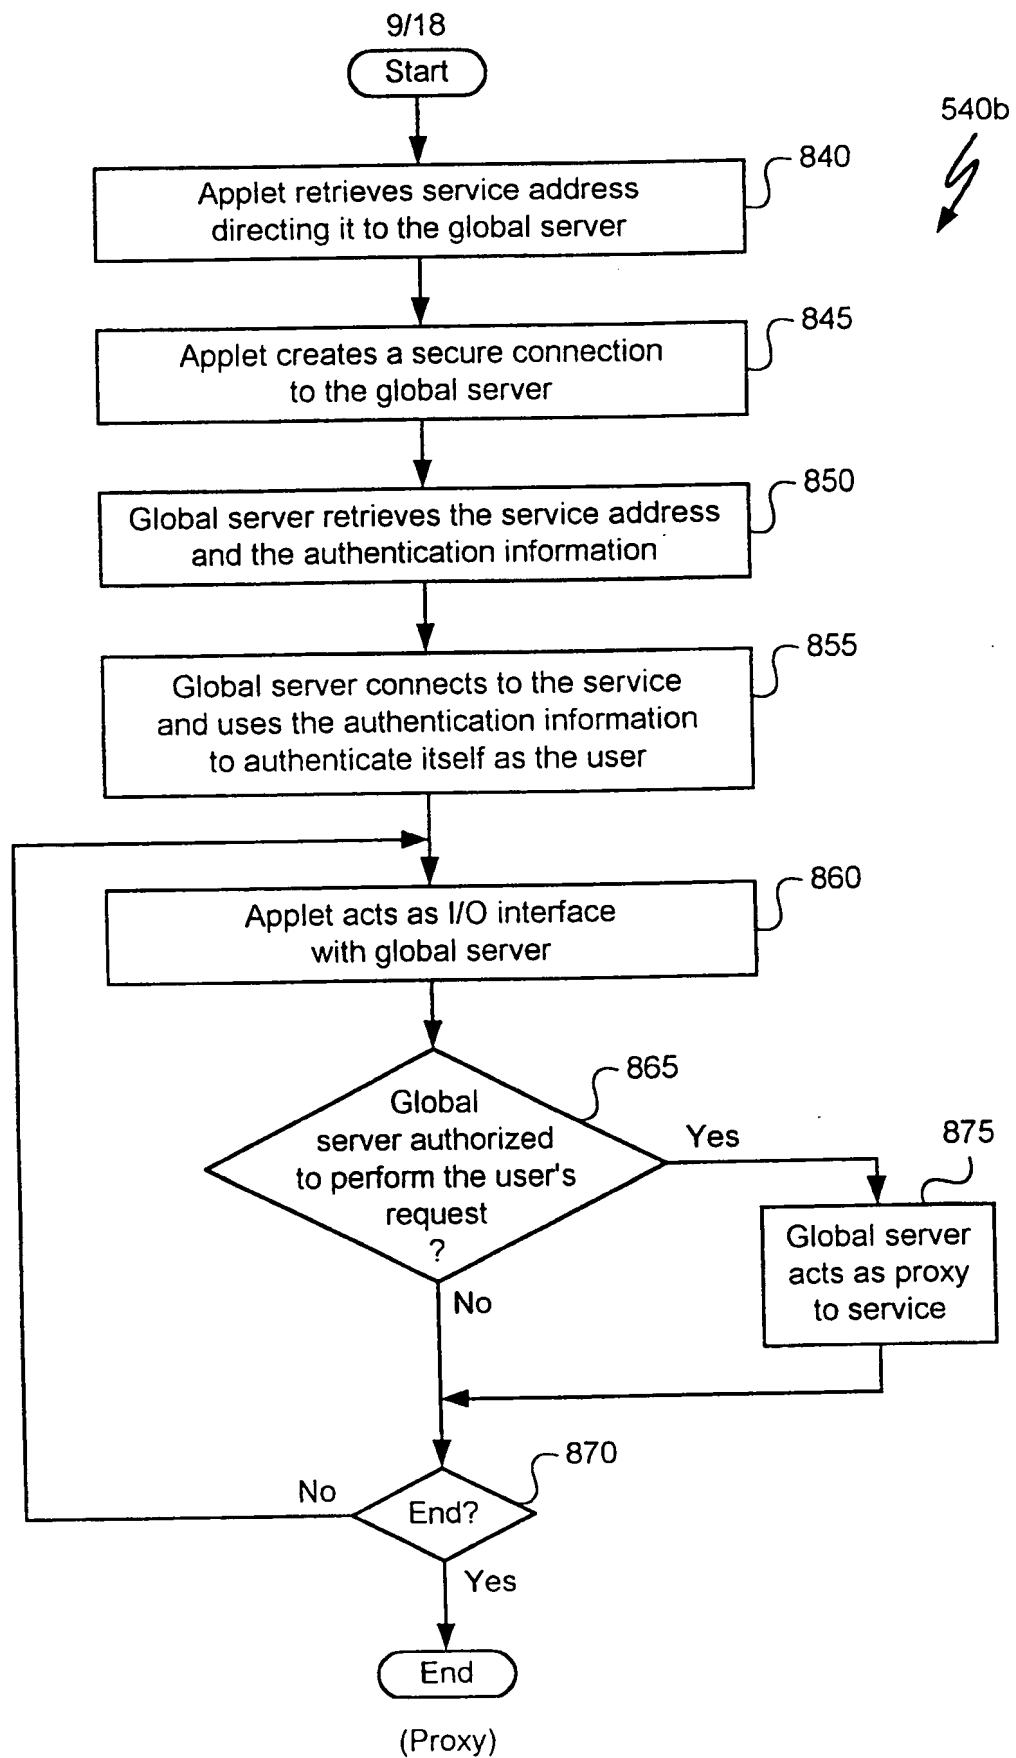 9/18
Start
540b
840
Applet retrieves service address
directing it to the global server
845
Applet creates a secure connection
to the global server
850
Global server retrieves the service address
and the authentication information
855
Global server connects to the service
and uses the authentication information
to authenticate itself as the user
860
Applet acts as I/O interface
with global server
865
Global
server authorized
to perform the user's
request
?
Yes
875
Global server
acts as proxy
to service
No
870
No
End?
Yes
End
(Proxy)